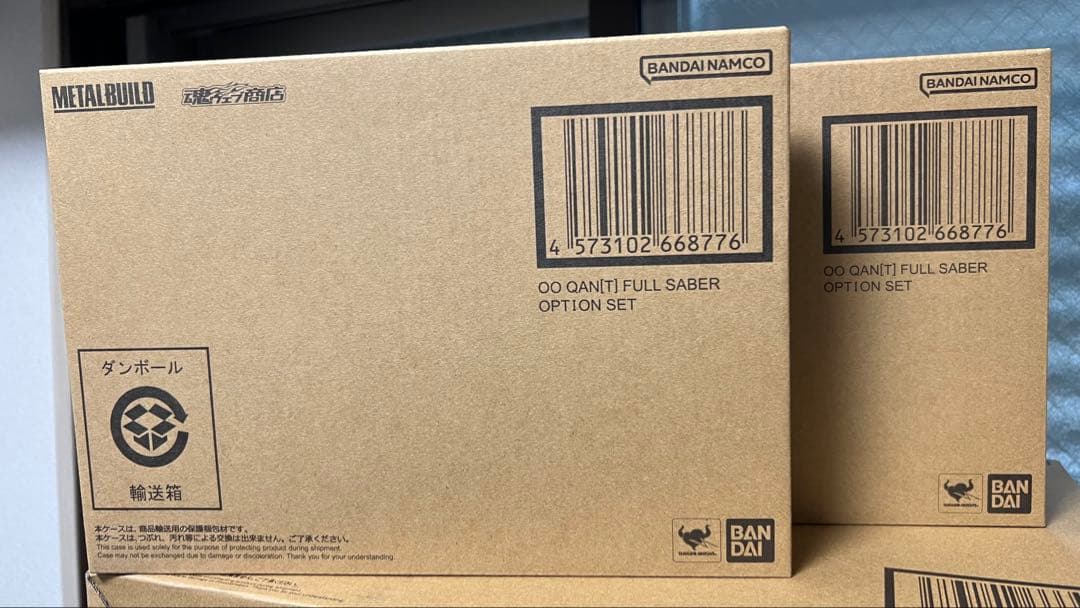 METAL BUILD
魂ウェブ商店
BANDAI NAMCO
4 573102 668776
OO QAN[T] FULL SABER
OPTION SET
ダンボール
輸送箱
本ケースは、商品輸送用の保護梱包材です。
本ケースは、つぶれ、汚れ等による交換は出来ません。ご了承ください。
This case is used solely for the purpose of protecting product during shipment.
Case may not be exchanged due to damage or discoloration. Thank you for your understanding.
TAMASHII NATIONS
BAN
DAI
BANDAI NAMCO
4 573102 668776
OO QAN[T] FULL SABER
OPTION SET
TAMASHII NATIONS
BAN
DAI